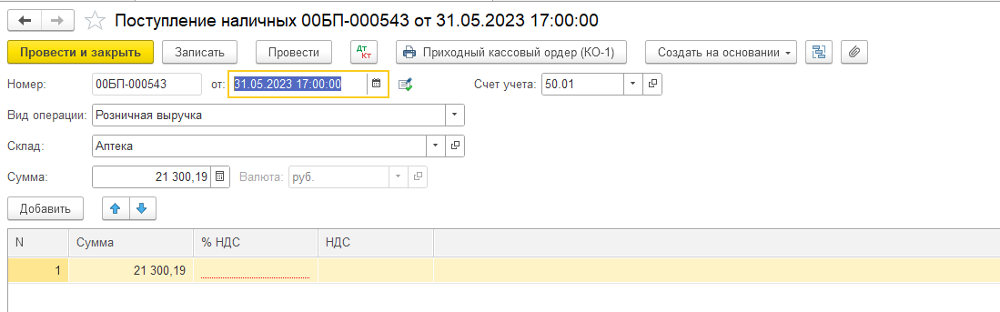 Поступление наличных 00БП-000543 от 31.05.2023 17:00:00
Провести и закрыть Записать Провести Дт Кт Приходный кассовый ордер (КО-1) Создать на основании
Номер: 00БП-000543 от: 31.05.2023 17:00:00 Счет учета: 50.01
Вид операции: Розничная выручка
Склад: Аптека
Сумма: 21 300,19 Валюта: руб.
Добавить
N Сумма % НДС НДС
1 21 300,19